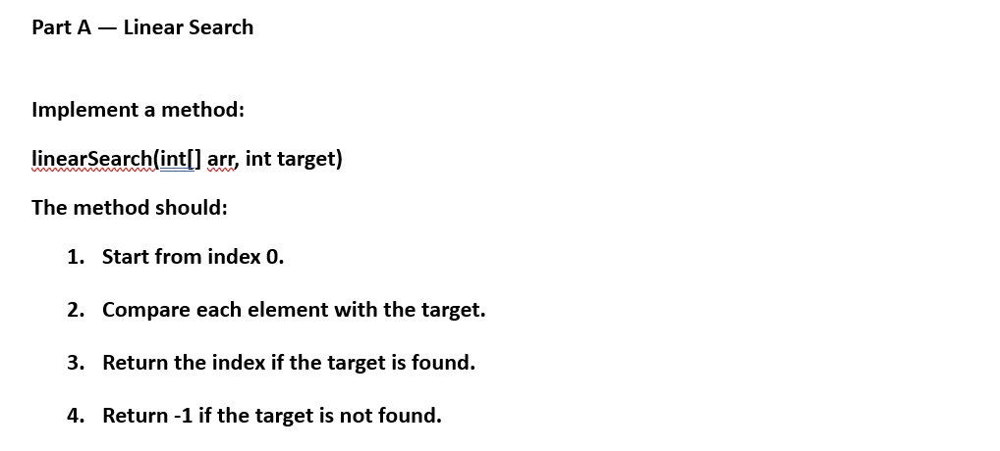 Part A — Linear Search
Implement a method:
linearSearch(int[] arr, int target)
The method should:
1. Start from index 0.
2. Compare each element with the target.
3. Return the index if the target is found.
4. Return -1 if the target is not found.